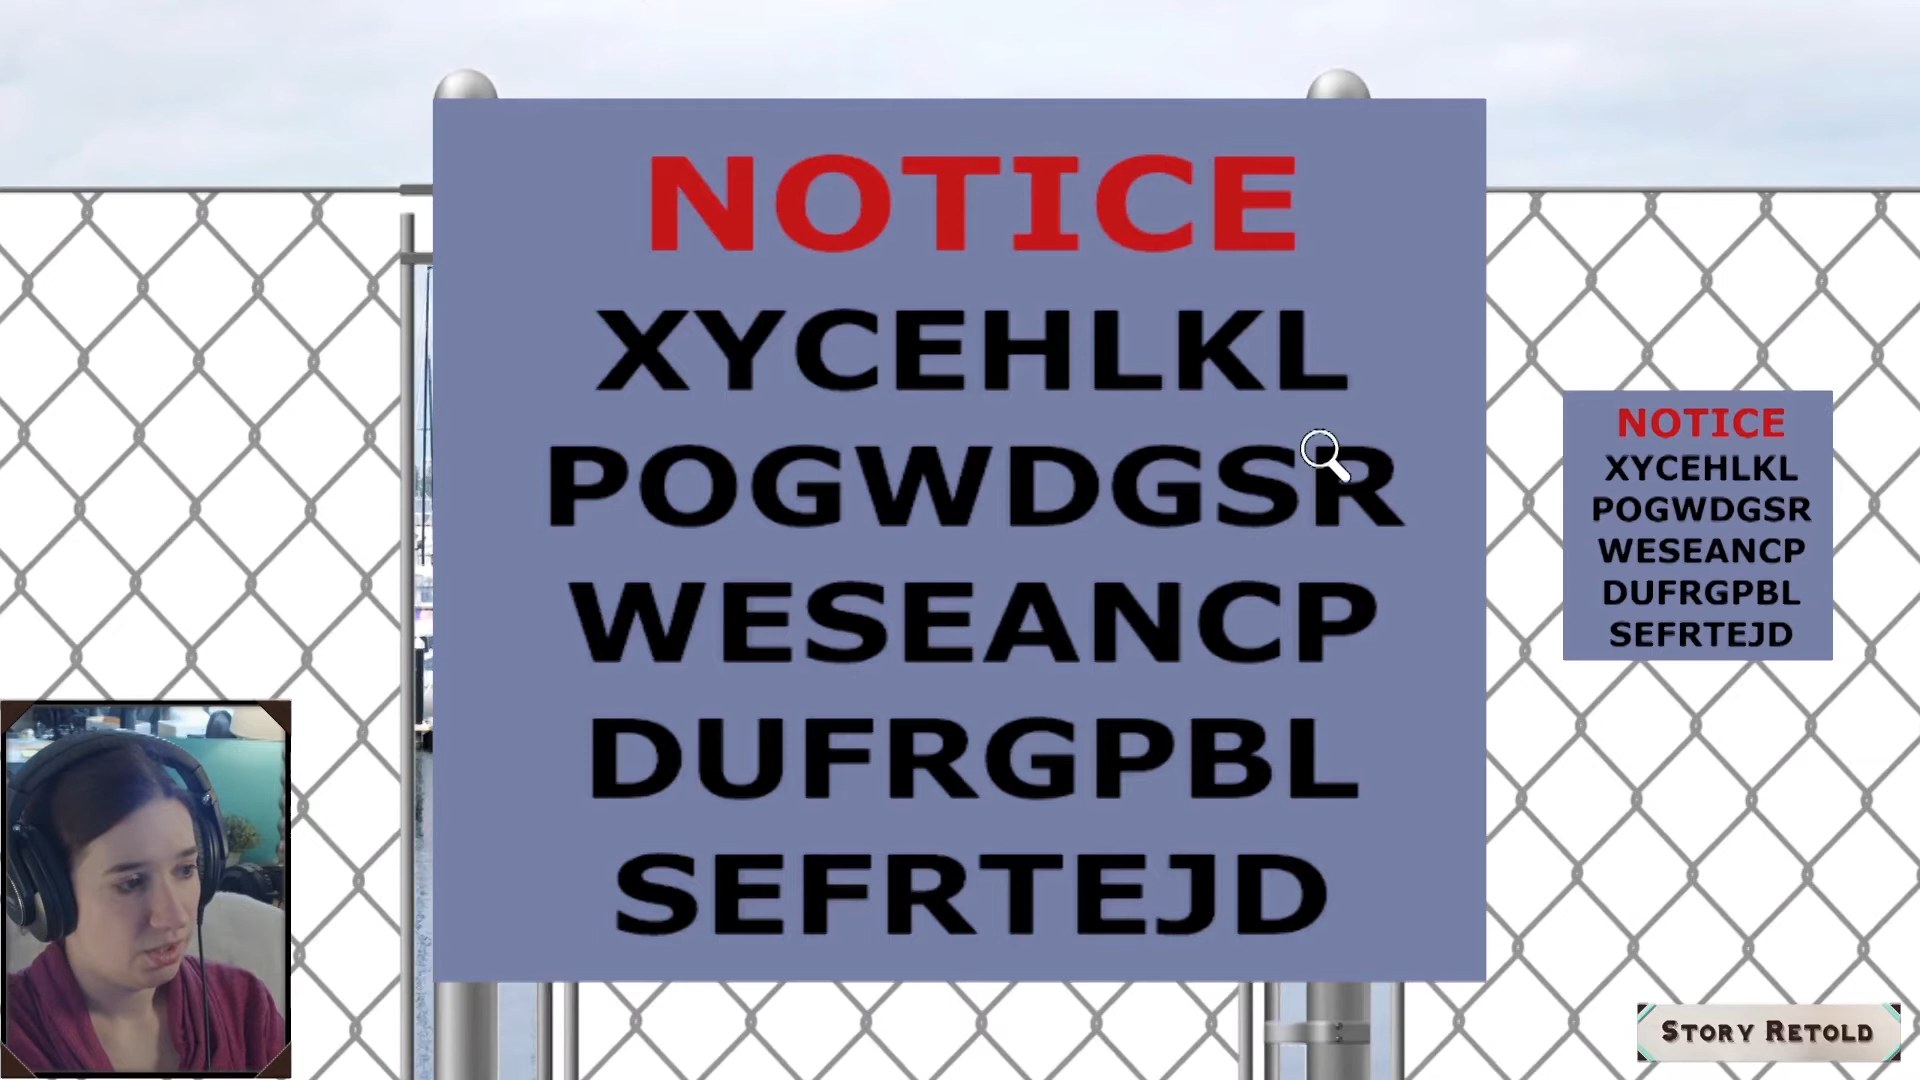 NOTICE
XYCEHLKL
POGWDGSR
WESEANCP
DUFRGPBL
SEFRTEJD
NOTICE
XYCEHLKL
POGWDGSR
WESEANCP
DUFRGPBL
SEFRTEJD
STORY RETOLD